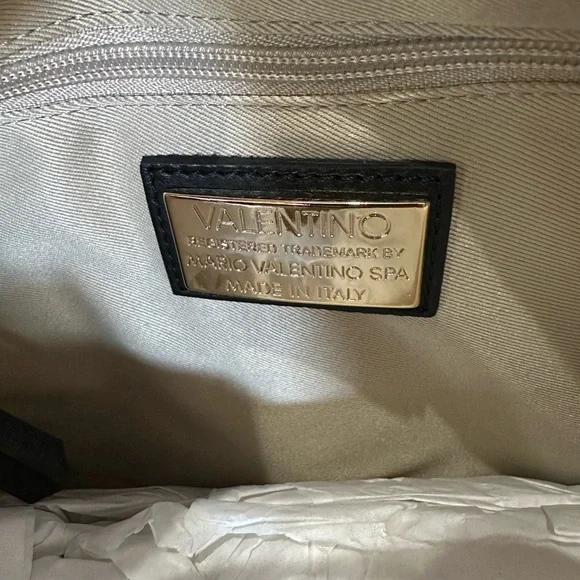 VALENTINO
REGISTERED TRADEMARK BY
MARIO VALENTINO SPA
MADE IN ITALY